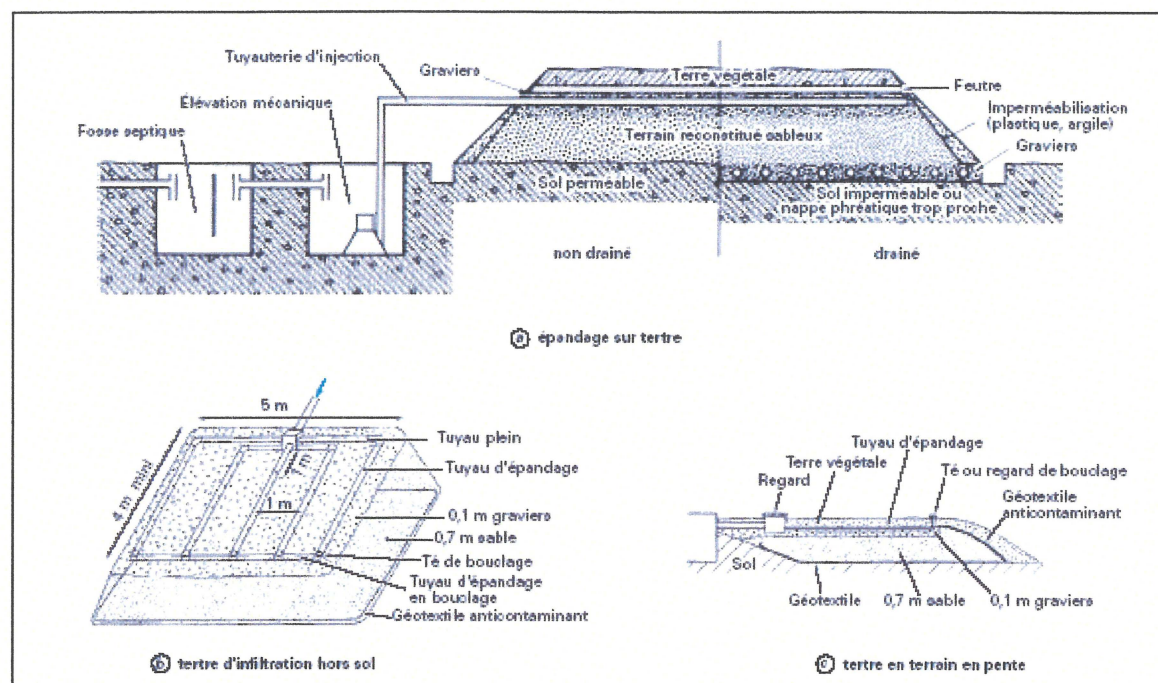 Tuyauterie d'injection
Graviers
Terre végétale
Feutre
Élévation mécanique
Imperméabilisation
(plastique, argile)
Fosse septique
Terrain reconstitué sableux
Graviers
Sol perméable
Sol imperméable ou
nappe phréatique trop proche
non drainé
drainé
a épandage sur tertre
5 m
Tuyau plein
4 m mini
1 m
Tuyau d'épandage
1 m
0,1 m graviers
0,7 m sable
Té de bouclage
Tuyau d'épandage
en bouclage
Géotextile anticontaminant
b tertre d'infiltration hors sol
Tuyau d'épandage
Terre végétale
Té ou regard de bouclage
Regard
Géotextile
anticontaminant
Sol
Géotextile
0,7 m sable
0,1 m graviers
c tertre en terrain en pente